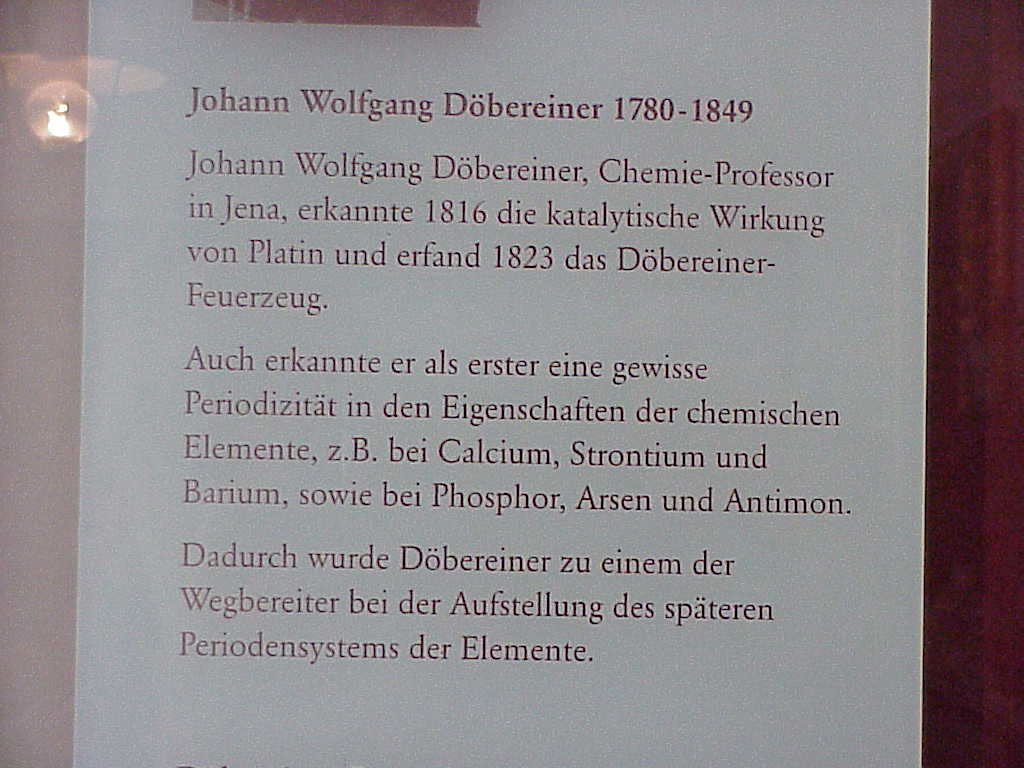 Johann Wolfgang Döbereiner 1780-1849
Johann Wolfgang Döbereiner, Chemie-Professor
in Jena, erkannte 1816 die katalytische Wirkung
von Platin und erfand 1823 das Döbereiner-
Feuerzeug.
Auch erkannte er als erster eine gewisse
Periodizität in den Eigenschaften der chemischen
Elemente, z.B. bei Calcium, Strontium und
Barium, sowie bei Phosphor, Arsen und Antimon.
Dadurch wurde Döbereiner zu einem der
Wegbereiter bei der Aufstellung des späteren
Periodensystems der Elemente.